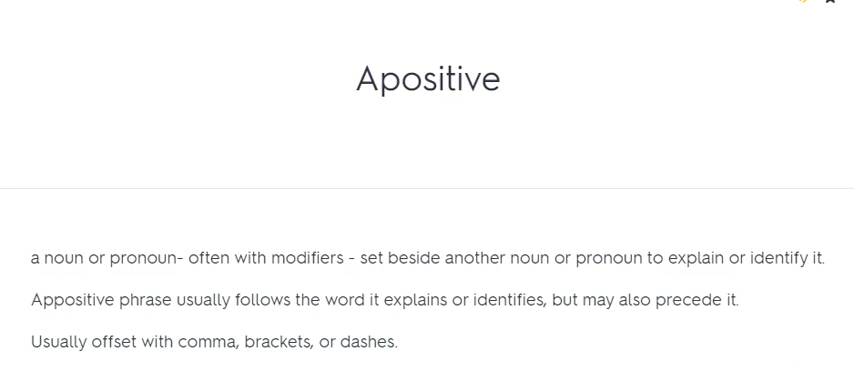 Apositive
a noun or pronoun- often with modifiers - set beside another noun or pronoun to explain or identify it.
Appositive phrase usually follows the word it explains or identifies, but may also precede it.
Usually offset with comma, brackets, or dashes.